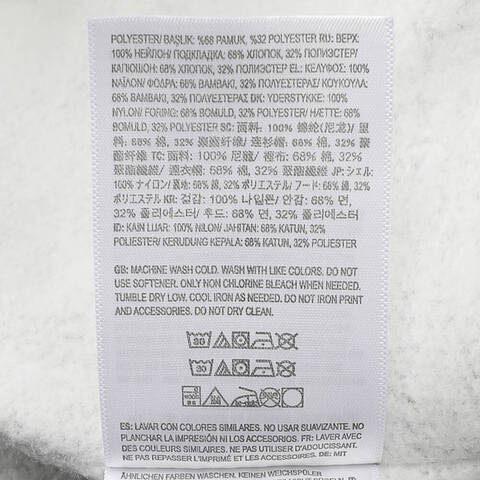 POLYESTER/ BAŞLIK: %68 PAMUK, %32 POLYESTER RU: ВЕРХ:
100% НЕЙЛОН/ ПОДКЛАДКА: 68% ХЛОПОК, 32% ПОЛИЭСТЕР/
КАПЮШОН: 68% ХЛОПОК, 32% ПОЛИЭСТЕР EL: ΚΕΛΥΦΟΣ: 100%
ΝΑΪΛΟΝ/ ΦΟΔΡΑ: 68% ΒΑΜΒΑΚΙ, 32% ΠΟΛΥΕΣΤΕΡΑΣ/ ΚΟΥΚΟΥΛΑ:
68% ΒΑΜΒΑΚΙ, 32% ΠΟΛΥΕΣΤΕΡΑΣ DK: YDERSTYKKE: 100%
NYLON/ FORING: 68% BOMULD, 32% POLYESTER/ HÆTTE: 68%
BOMULD, 32% POLYESTER SC: 面料: 100% 锦纶(尼龙)/ 里
料: 68% 棉, 32% 聚酯纤维/ 连衫帽: 68% 棉, 32% 聚
酯纤维 TC: 面料: 100% 尼龍/ 裡布: 68% 棉, 32%
聚酯纖維/ 連衣帽: 68% 棉, 32% 聚酯纖維 JP: シェル:
100% ナイロン/ 裏地: 68% 綿, 32% ポリエステル/ フード: 68% 綿, 32%
ポリエステル KR: 겉감: 100% 나일론/ 안감: 68% 면,
32% 폴리에스터/ 후드: 68% 면, 32% 폴리에스터
ID: KAIN LUAR: 100% NILON/ JAHITAN: 68% KATUN, 32%
POLIESTER/ KERUDUNG KEPALA: 68% KATUN, 32% POLIESTER
GB: MACHINE WASH COLD. WASH WITH LIKE COLORS. DO NOT
USE SOFTENER. ONLY NON CHLORINE BLEACH WHEN NEEDED.
TUMBLE DRY LOW. COOL IRON AS NEEDED. DO NOT IRON PRINT
AND ACCESSORIES. DO NOT DRY CLEAN.
30
30
ES: LAVAR CON COLORES SIMILARES. NO USAR SUAVIZANTE. NO
PLANCHAR LA IMPRESIÓN NI LOS ACCESORIOS. FR: LAVER AVEC
DES COULEURS SIMILAIRES. NE PAS UTILISER D'ADOUCISSANT.
NE PAS REPASSER L'IMPRIMÉ ET ACCESSOIRES. DE: MIT
ÄHNLICHEN FARBEN WASCHEN. KEINEN WEICHSPÜLER